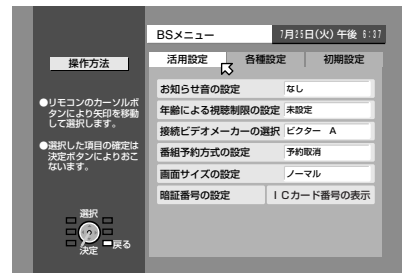 BSメニュー 7月25日(火)午後 6:37
操作方法
活用設定 各種設定 初期設定
●リモコンのカーソルボ
タンにより矢印を移動
して選択します。
●選択した項目の確定は
決定ボタンによりおこ
ないます。
お知らせ音の設定 なし
年齢による視聴制限の設定 未設定
接続ビデオメーカーの選択 ビクター A
番組予約方式の設定 予約取消
画面サイズの設定 ノーマル
暗証番号の設定 ICカード番号の表示
選択
?
戻る
決定